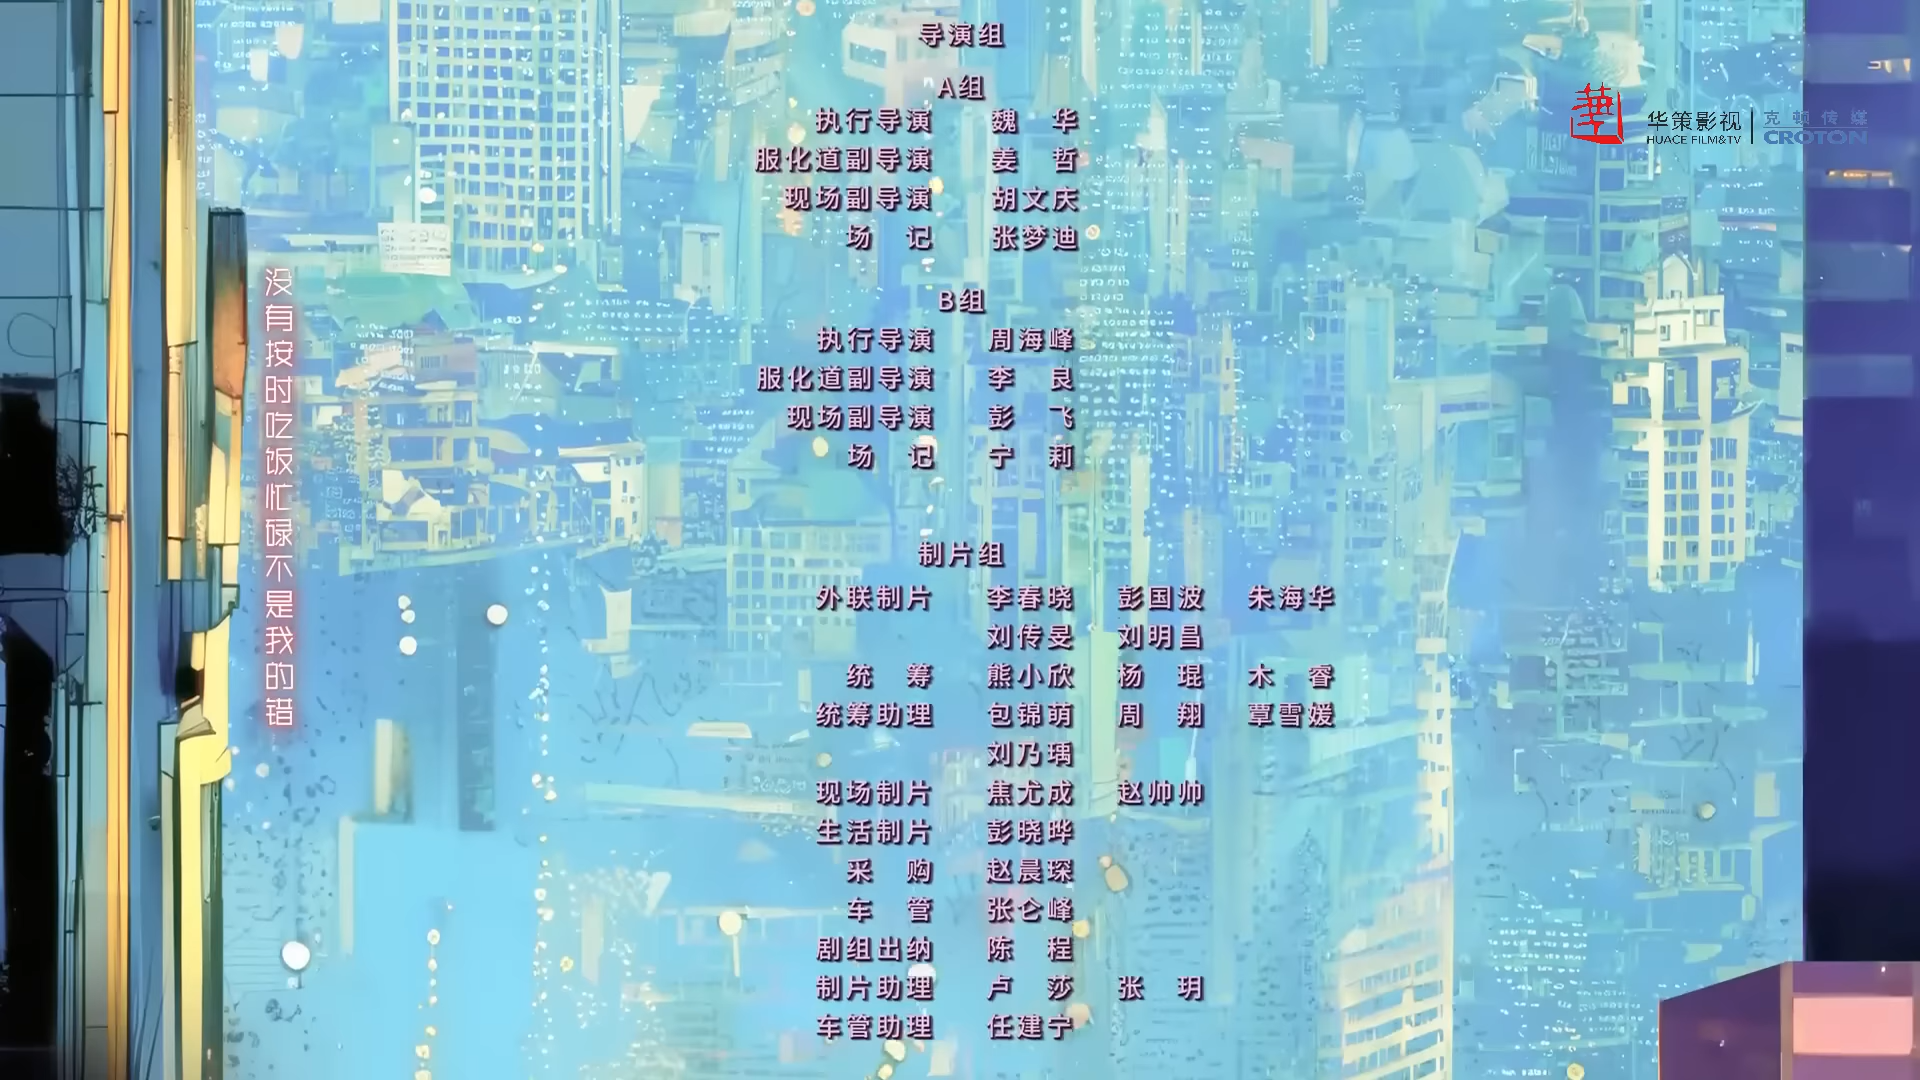 导演组
A组
执行导演 魏 华
服化道副导演 姜 哲
现场副导演 胡文庆
场 记 张梦迪
B组
执行导演 周海峰
服化道副导演 李 良
现场副导演 彭 飞
场 记 宁 莉
制片组
外联制片 李春晓 彭国波 朱海华
刘传旻 刘明昌
统 筹 熊小欣 杨 琨 木 睿
统筹助理 包锦萌 周 翔 覃雪媛
刘乃瑀
现场制片 焦尤成 赵帅帅
生活制片 彭晓晔
采 购 赵晨琛
车 管 张仑峰
剧组出纳 陈 程
制片助理 卢 莎 张 玥
车管助理 任建宁
没有按时吃饭忙碌不是我的错
華
华策影视 克顿传媒
HUACE FILM&TV CROTON